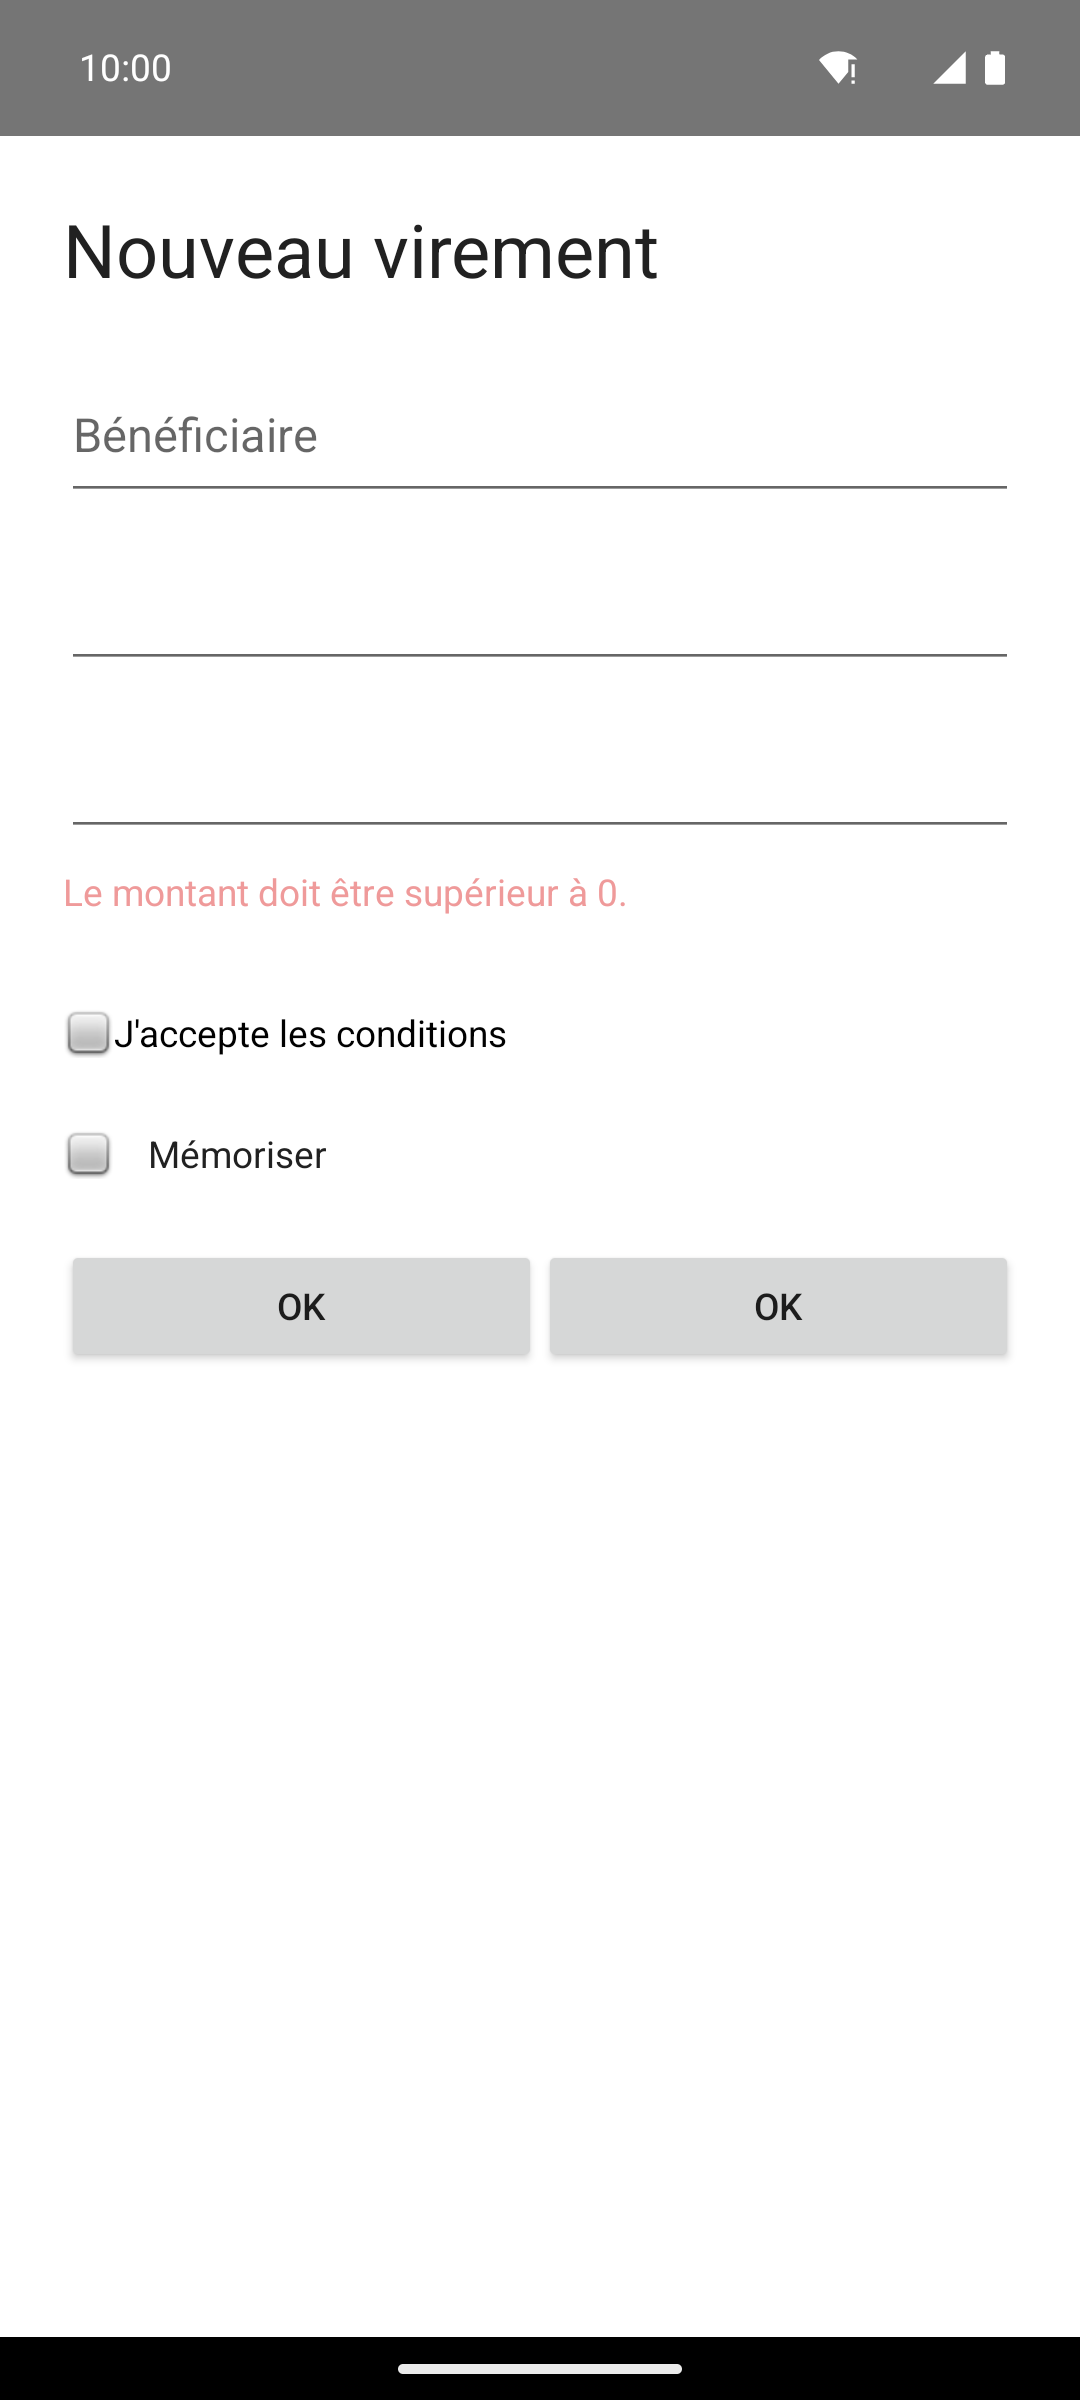 10:00
Nouveau virement
Bénéficiaire
Le montant doit être supérieur à 0.
J'accepte les conditions
Mémoriser
OK
OK